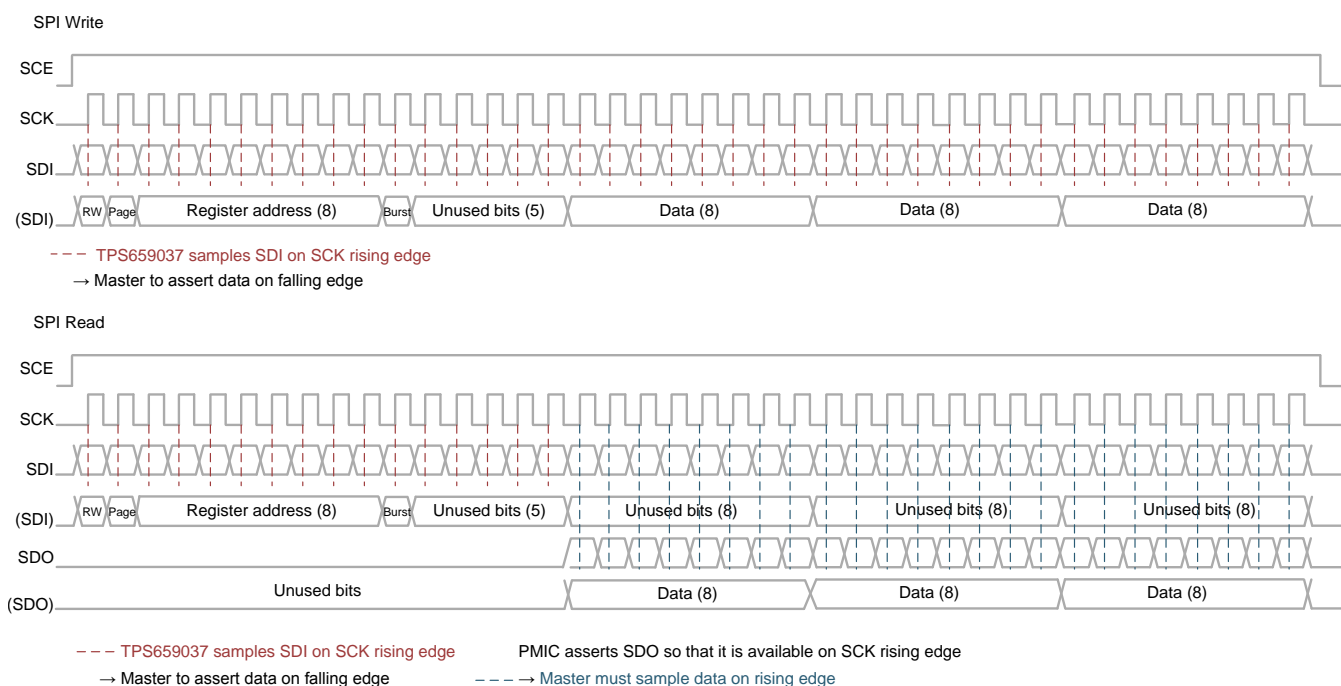 SPI Write
SCE
SCK
SDI
(SDI) RW Page Register address (8) Burst Unused bits (5) Data (8) Data (8) Data (8)
--- TPS659037 samples SDI on SCK rising edge
→ Master to assert data on falling edge
SPI Read
SCE
SCK
SDI
(SDI) RW Page Register address (8) Burst Unused bits (5) Unused bits (8) Unused bits (8) Unused bits (8)
SDO
(SDO) Unused bits Data (8) Data (8) Data (8)
--- TPS659037 samples SDI on SCK rising edge PMIC asserts SDO so that it is available on SCK rising edge
→ Master to assert data on falling edge ---→ Master must sample data on rising edge